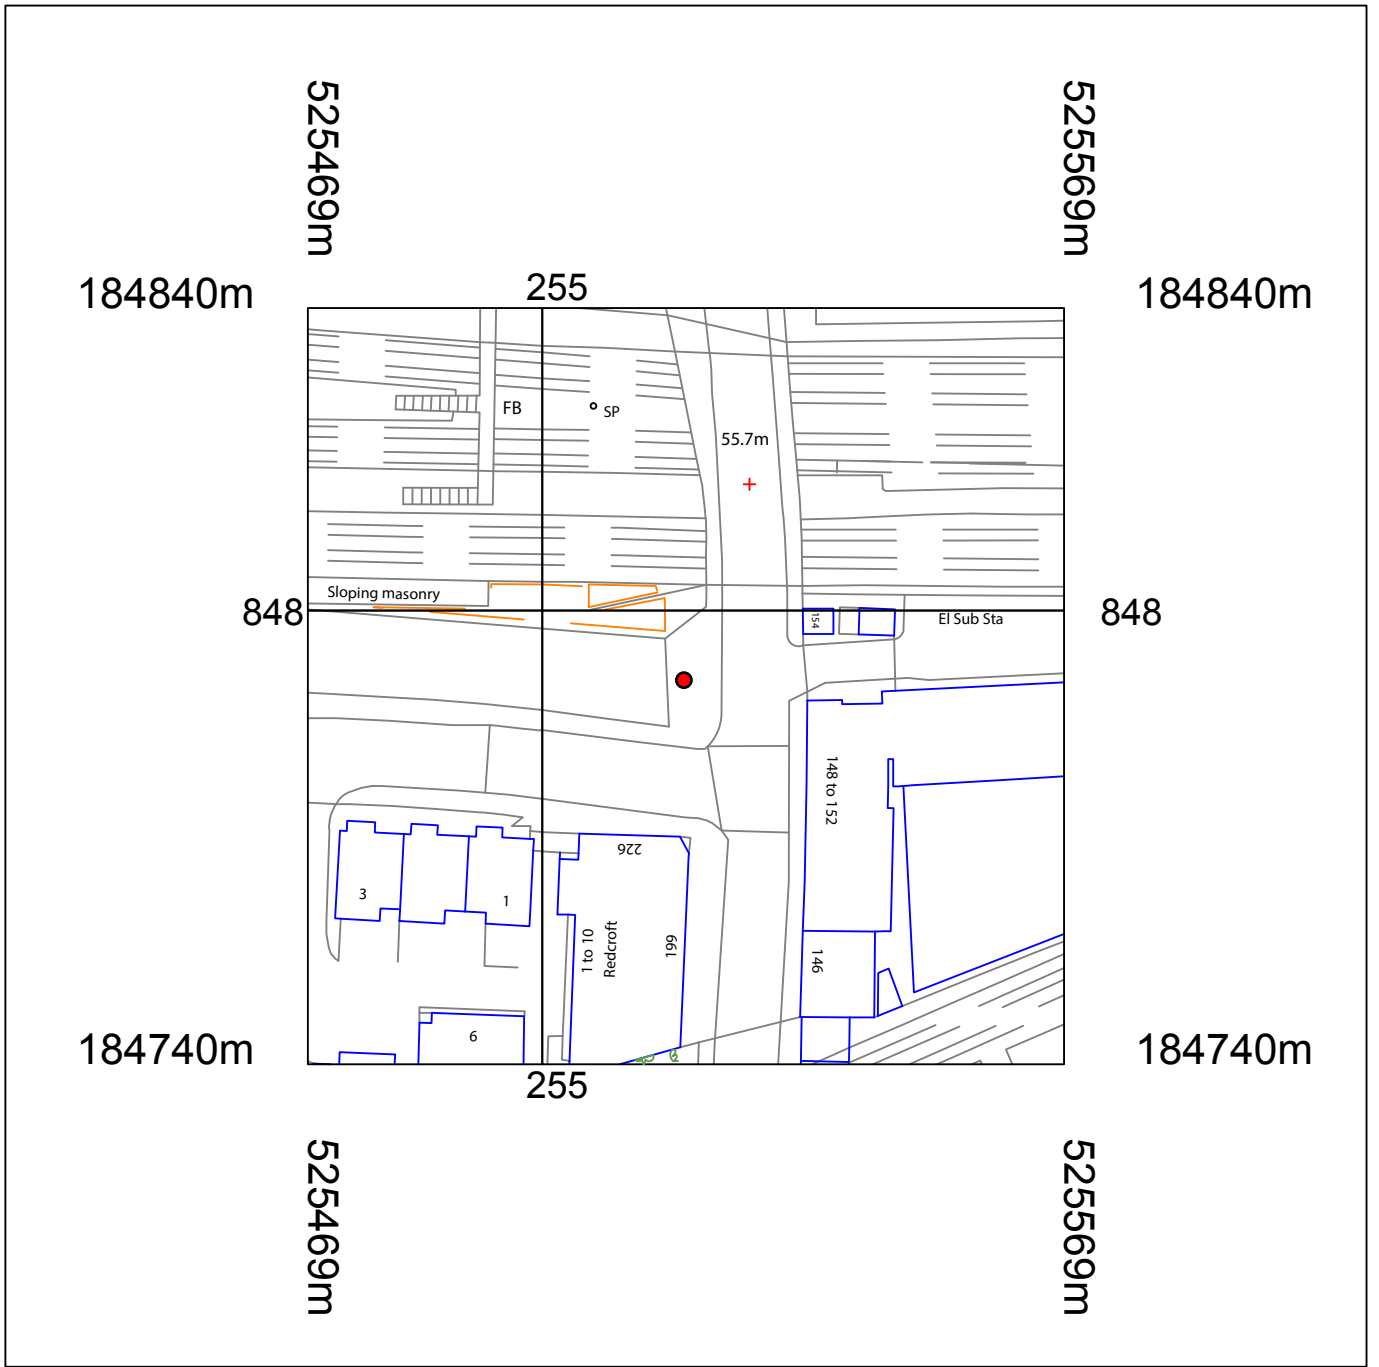 525469m
525569m
184840m
255
184840m
FB
SP
55.7m
Sloping masonry
848
154
El Sub Sta
848
148 to 152
226
3
1
1 to 10
Redcroft
199
146
6
184740m
255
184740m
525469m
525569m